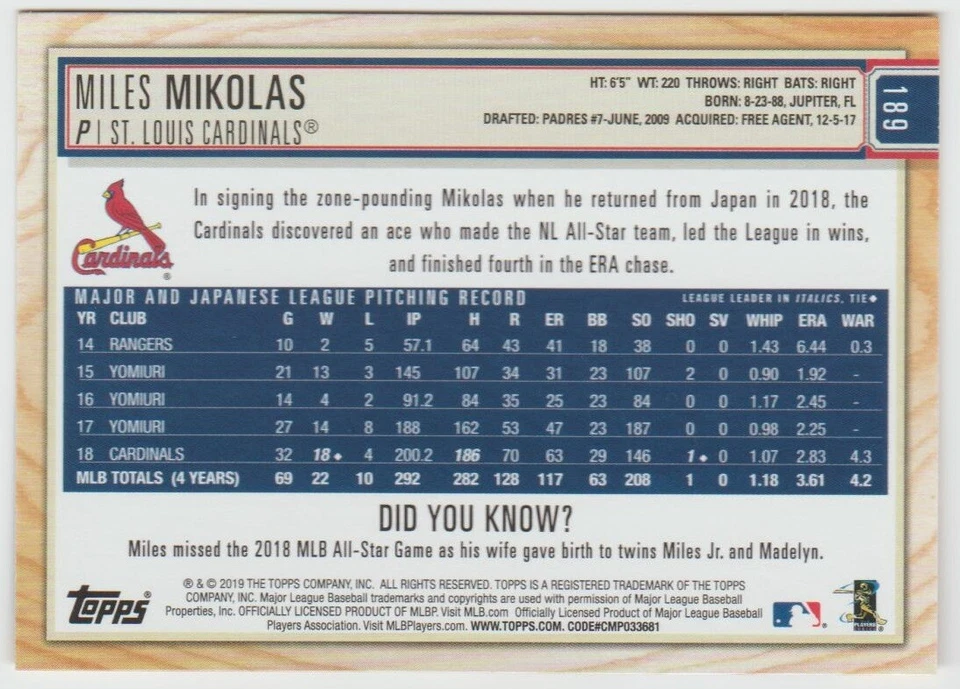 MILES MIKOLAS
P | ST. LOUIS CARDINALS®
HT: 6'5" WT: 220 THROWS: RIGHT BATS: RIGHT
BORN: 8-23-88, JUPITER, FL
DRAFTED: PADRES #7-JUNE, 2009 ACQUIRED: FREE AGENT, 12-5-17
189
In signing the zone-pounding Mikolas when he returned from Japan in 2018, the
Cardinals discovered an ace who made the NL All-Star team, led the League in wins,
and finished fourth in the ERA chase.
Cardinals®
MAJOR AND JAPANESE LEAGUE PITCHING RECORD LEAGUE LEADER IN ITALICS, TIE◆
YR CLUB G W L IP H R ER BB SO SHO SV WHIP ERA WAR
14 RANGERS 10 2 5 57.1 64 43 41 18 38 0 0 1.43 6.44 0.3
15 YOMIURI 21 13 3 145 107 34 31 23 107 2 0 0.90 1.92 -
16 YOMIURI 14 4 2 91.2 84 35 25 23 84 0 0 1.17 2.45 -
17 YOMIURI 27 14 8 188 162 53 47 23 187 0 0 0.98 2.25 -
18 CARDINALS 32 18◆ 4 200.2 186 70 63 29 146 1◆ 0 1.07 2.83 4.3
MLB TOTALS (4 YEARS) 69 22 10 292 282 128 117 63 208 1 0 1.18 3.61 4.2
DID YOU KNOW?
Miles missed the 2018 MLB All-Star Game as his wife gave birth to twins Miles Jr. and Madelyn.
Topps®
® & © 2019 THE TOPPS COMPANY, INC. ALL RIGHTS RESERVED. TOPPS IS A REGISTERED TRADEMARK OF THE TOPPS
COMPANY, INC. Major League Baseball trademarks and copyrights are used with permission of Major League Baseball
Properties, Inc. OFFICIALLY LICENSED PRODUCT OF MLBP. Visit MLB.com Officially Licensed Product of Major League Baseball
Players Association. Visit MLBPlayers.com. WWW.TOPPS.COM. CODE#CMP033681
PLAYERS